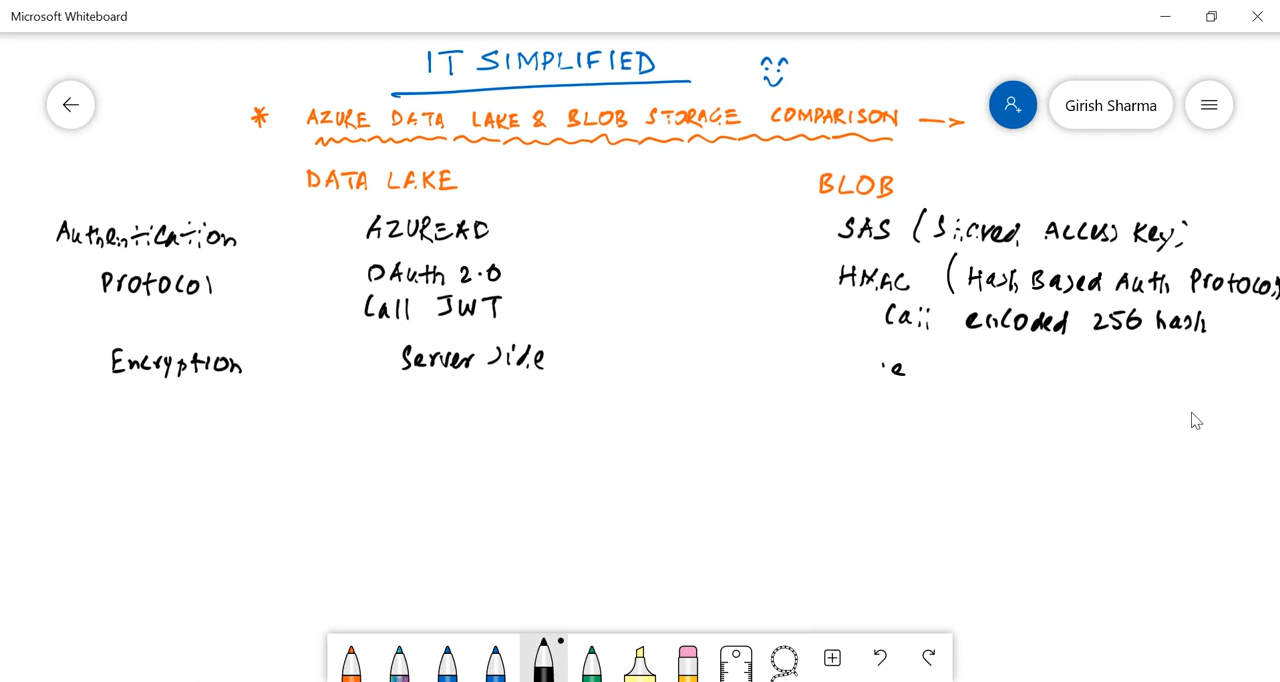 Microsoft Whiteboard
IT SIMPLIFIED
* AZURE DATA LAKE & BLOB STORAGE COMPARISON —>
Girish Sharma
DATA LAKE BLOB
Authentication AZUREAD SAS (Shared Access Key)
Protocol OAuth 2.0 HMAC (Hash Based Auth Protocol
Call JWT Call encoded 256 hash
Encryption Server side